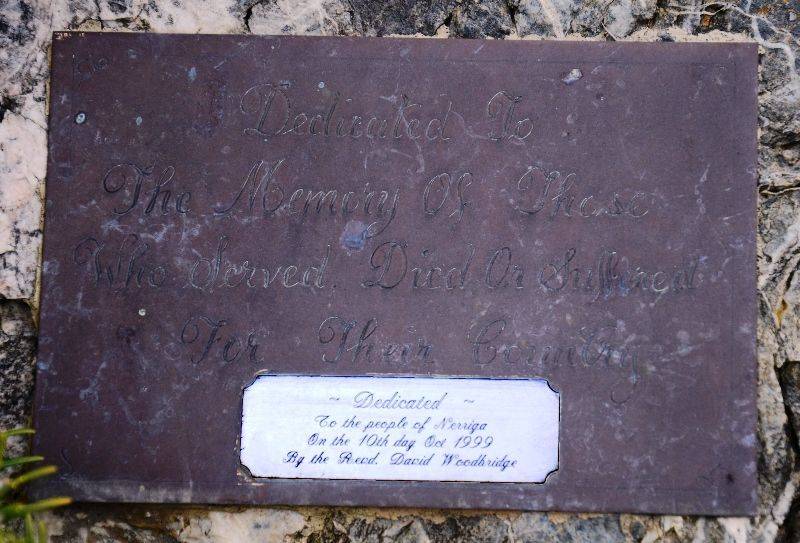 Dedicated To
The Memory Of Those
Who Served. Died Or Suffered
For Their Country
~ Dedicated ~
To the people of Nerriga
On the 10th day Oct 1999
By the Revd. David Woodbridge